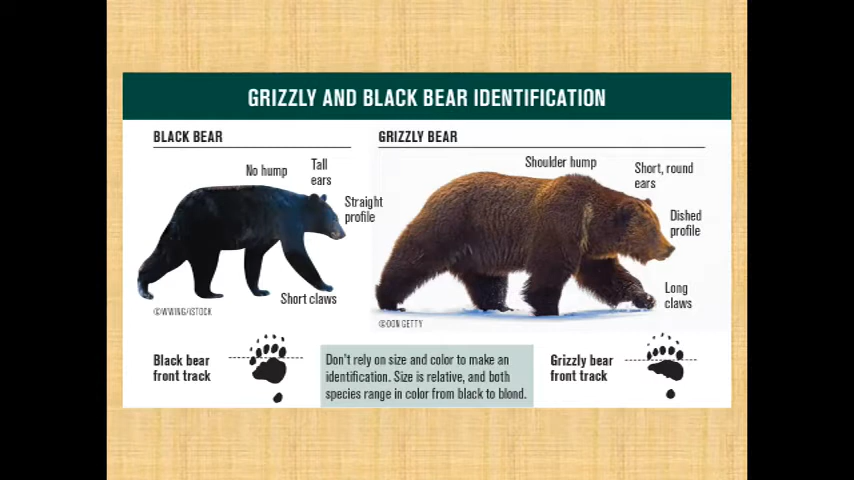 GRIZZLY AND BLACK BEAR IDENTIFICATION
BLACK BEAR
No hump
Tall
ears
Straight
profile
Short claws
©WWING/ISTOCK
GRIZZLY BEAR
Shoulder hump
Short, round
ears
Dished
profile
Long
claws
©DON GETTY
Black bear
front track
Don't rely on size and color to make an
identification. Size is relative, and both
species range in color from black to blond.
Grizzly bear
front track